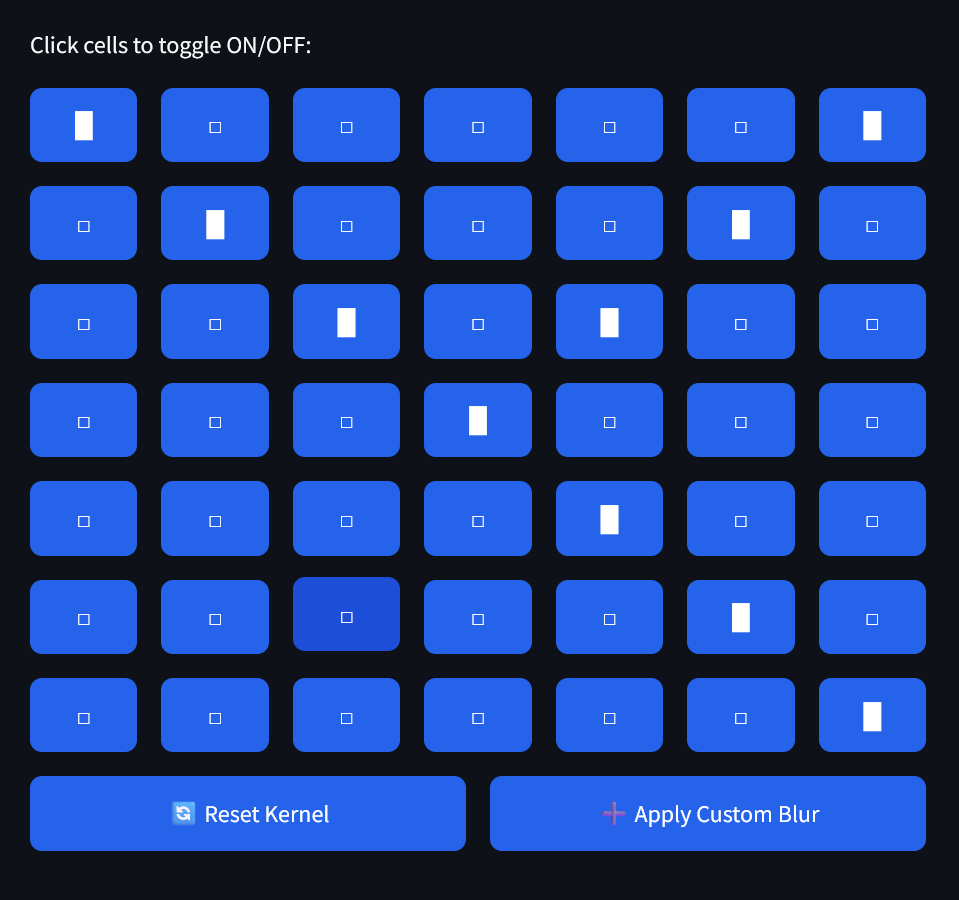 Click cells to toggle ON/OFF:
█ □ □ □ □ □ █
□ █ □ □ □ █ □
□ □ █ □ █ □ □
□ □ □ █ □ □ □
□ □ □ □ █ □ □
□ □ □ □ □ █ □
□ □ □ □ □ □ █
🔄 Reset Kernel
➕ Apply Custom Blur